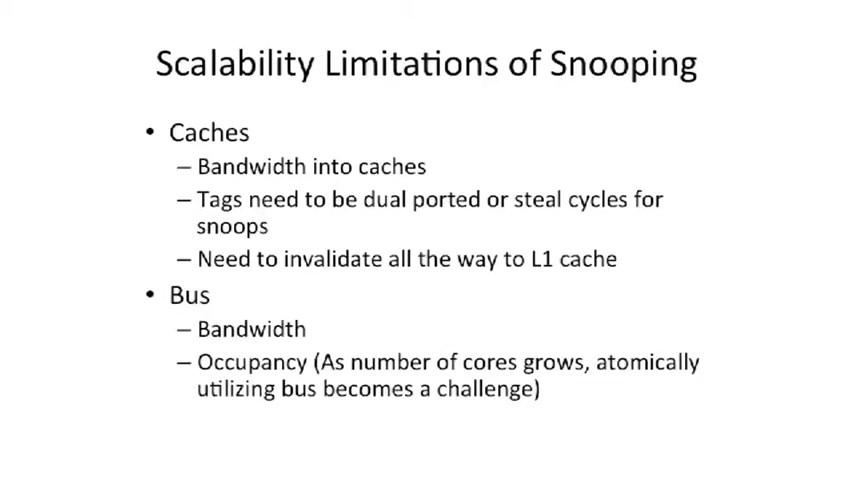 Scalability Limitations of Snooping
• Caches
– Bandwidth into caches
– Tags need to be dual ported or steal cycles for
snoops
– Need to invalidate all the way to L1 cache
• Bus
– Bandwidth
– Occupancy (As number of cores grows, atomically
utilizing bus becomes a challenge)